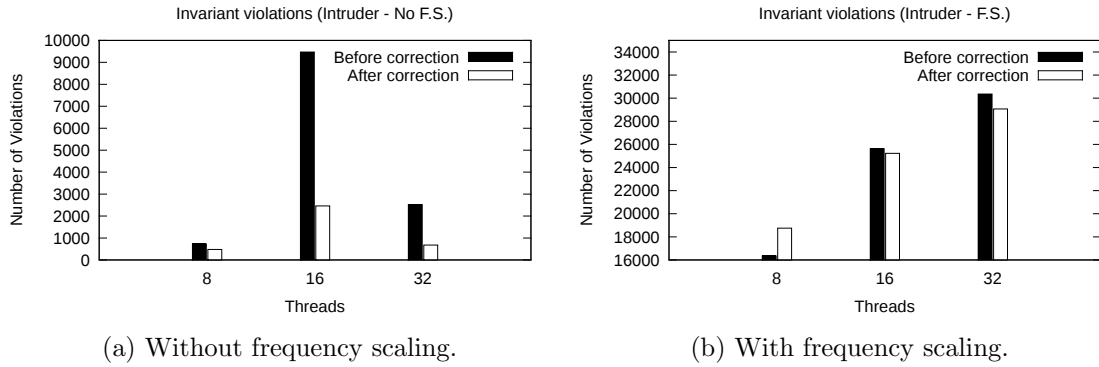 Invariant violations (Intruder - No F.S.)
10000
9000
8000
7000
6000
5000
4000
3000
2000
1000
0
Number of Violations
Before correction
After correction
8 16 32
Threads
(a) Without frequency scaling.
Invariant violations (Intruder - F.S.)
34000
32000
30000
28000
26000
24000
22000
20000
18000
16000
Number of Violations
Before correction
After correction
8 16 32
Threads
(b) With frequency scaling.